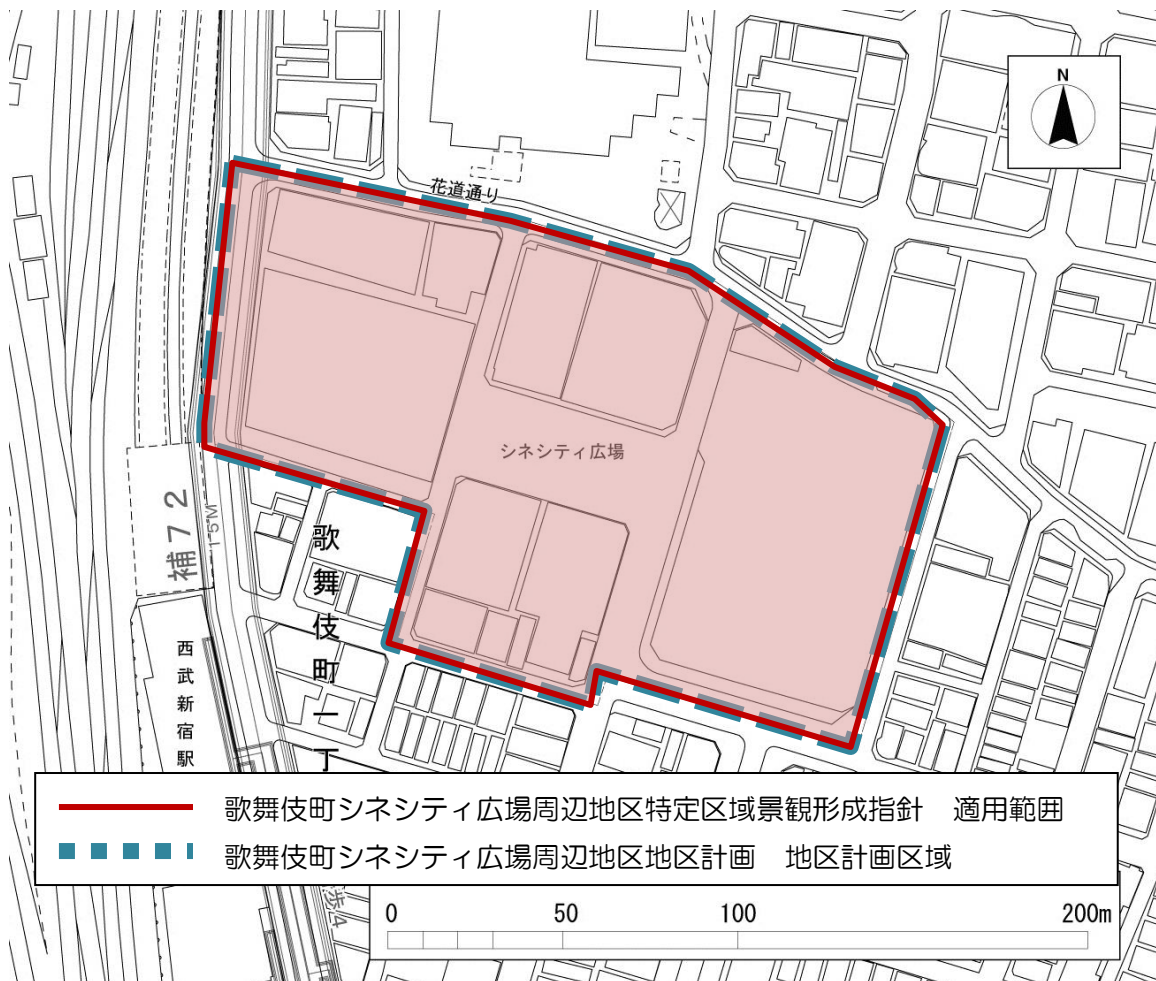 N
花道通り
シネシティ広場
補72
15M
歌舞伎町一丁
西武新宿駅
歌舞伎町シネシティ広場周辺地区特定区域景観形成指針　適用範囲
歌舞伎町シネシティ広場周辺地区地区計画　地区計画区域
歩4
0 50 100 200m